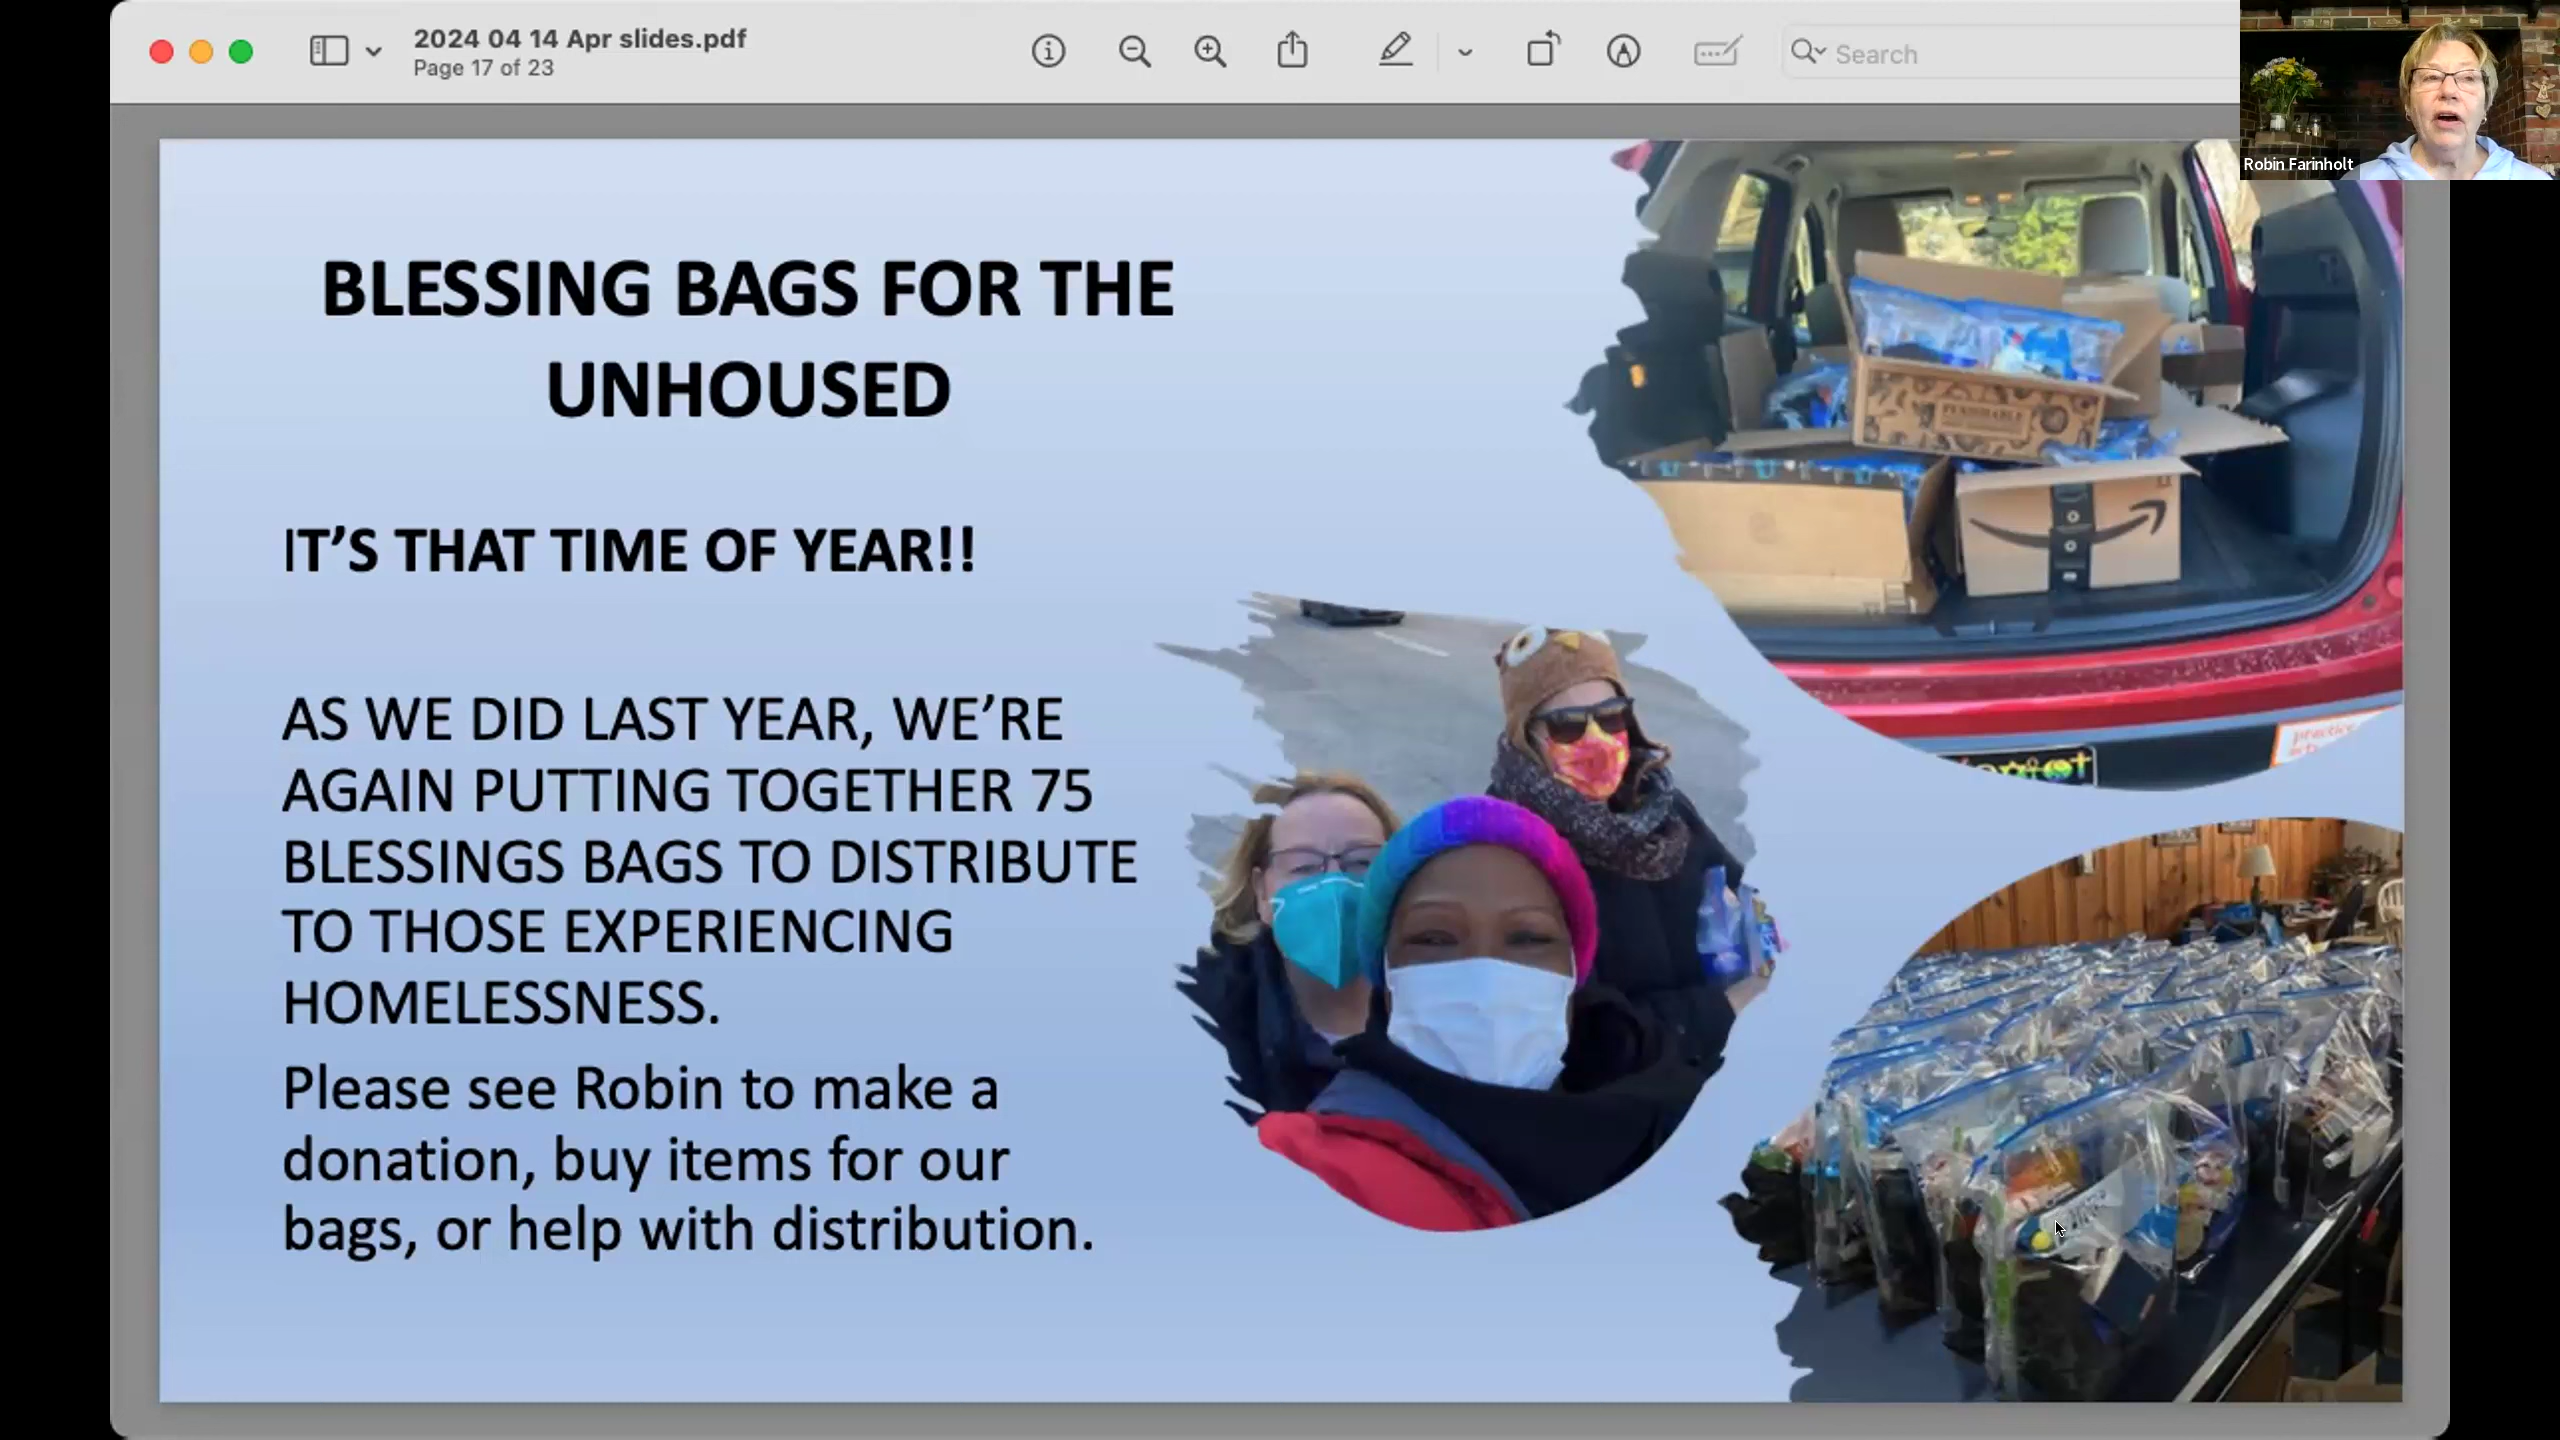 2024 04 14 Apr slides.pdf
Page 17 of 23
Search
Robin Farinholt
BLESSING BAGS FOR THE
UNHOUSED
IT’S THAT TIME OF YEAR!!
AS WE DID LAST YEAR, WE’RE
AGAIN PUTTING TOGETHER 75
BLESSINGS BAGS TO DISTRIBUTE
TO THOSE EXPERIENCING
HOMELESSNESS.
Please see Robin to make a
donation, buy items for our
bags, or help with distribution.